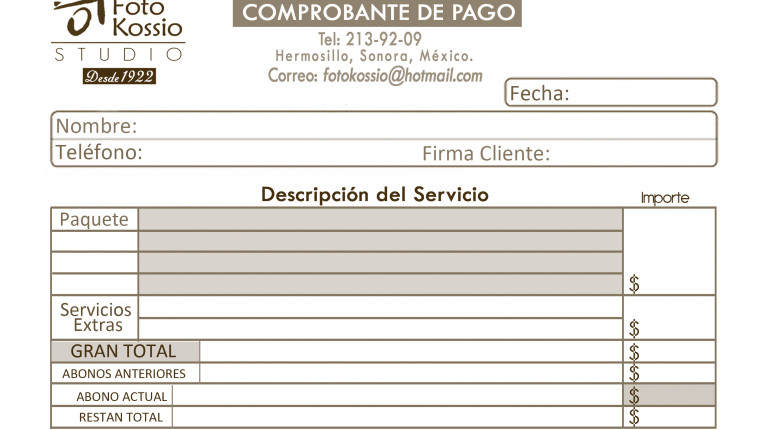 Foto
Kossio
STUDIO
Desde 1922
COMPROBANTE DE PAGO
Tel: 213-92-09
Hermosillo, Sonora, México.
Correo: fotokossio@hotmail.com
Fecha:
Nombre:
Teléfono: Firma Cliente:
Descripción del Servicio Importe
Paquete
$
Servicios
Extras $
GRAN TOTAL $
ABONOS ANTERIORES $
ABONO ACTUAL $
RESTAN TOTAL $